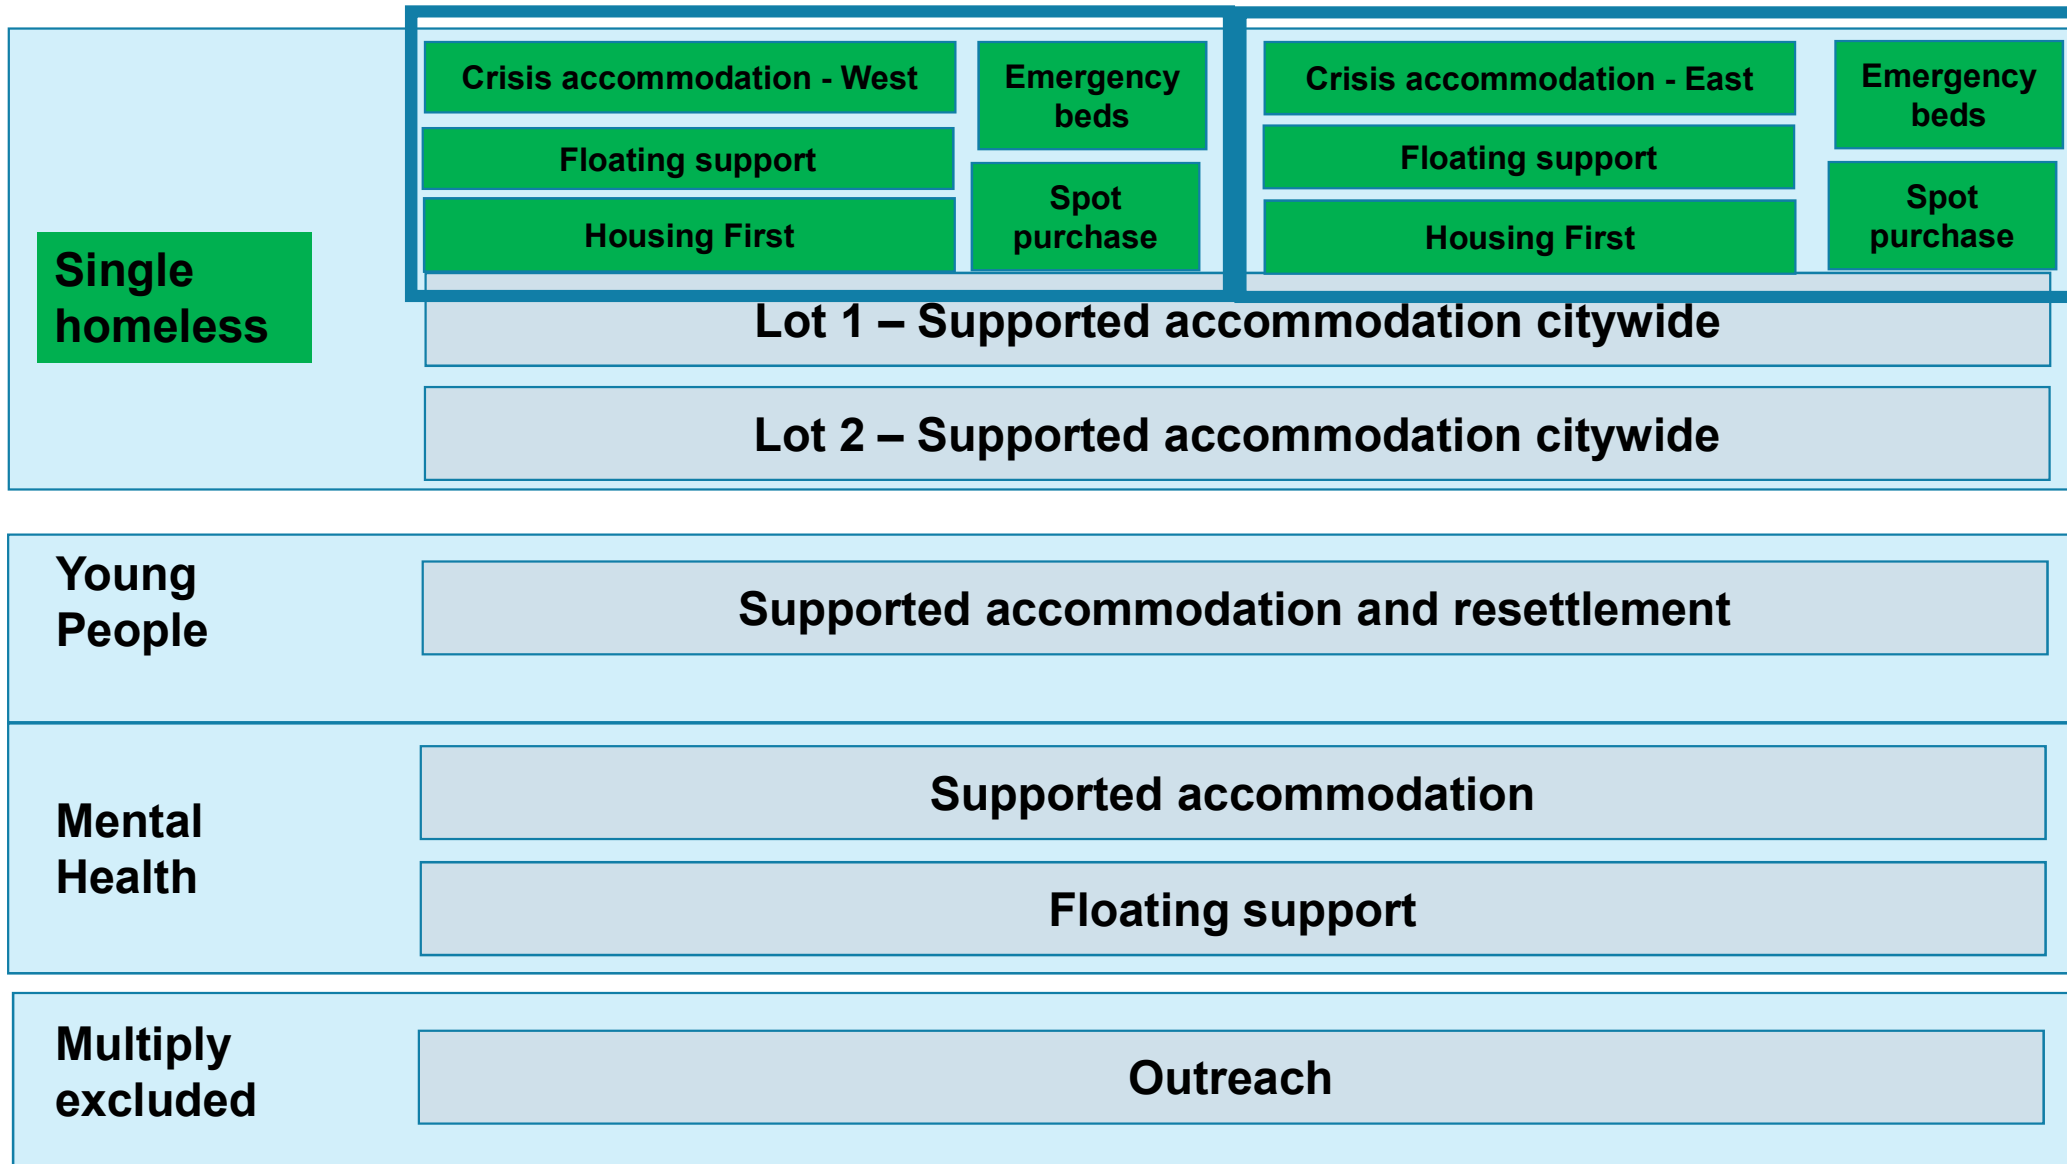 Single
homeless
Crisis accommodation - West
Floating support
Housing First
Emergency
beds
Spot
purchase
Crisis accommodation - East
Floating support
Housing First
Emergency
beds
Spot
purchase
Lot 1 – Supported accommodation citywide
Lot 2 – Supported accommodation citywide
Young
People
Supported accommodation and resettlement
Mental
Health
Supported accommodation
Floating support
Multiply
excluded
Outreach